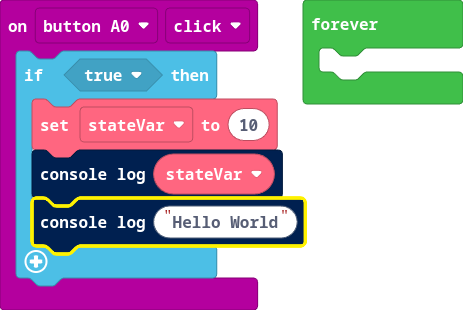 on button A0 click
if true then
set stateVar to 10
console log stateVar
console log "Hello World"
forever